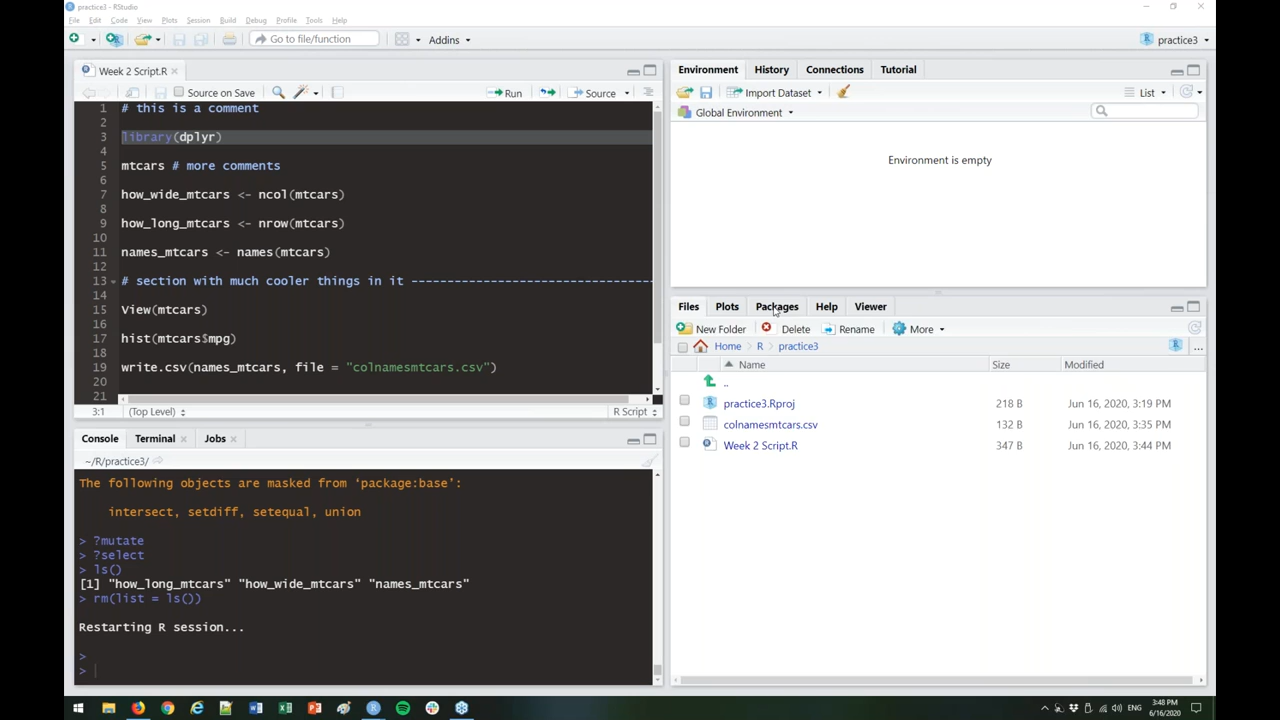 practice3 - RStudio
File Edit Code View Plots Session Build Debug Profile Tools Help
Go to file/function
Addins
practice3
Week 2 Script.R
Source on Save
Run
Source
1 # this is a comment
2
3 library(dplyr)
4
5 mtcars # more comments
6
7 how_wide_mtcars <- ncol(mtcars)
8
9 how_long_mtcars <- nrow(mtcars)
10
11 names_mtcars <- names(mtcars)
12
13 # section with much cooler things in it ------------------------------
14
15 View(mtcars)
16
17 hist(mtcars$mpg)
18
19 write.csv(names_mtcars, file = "colnamesmtcars.csv")
20
21
3:1 (Top Level) R Script
Console Terminal Jobs
~/R/practice3/
The following objects are masked from ‘package:base’:
intersect, setdiff, setequal, union
> ?mutate
> ?select
> ls()
[1] "how_long_mtcars" "how_wide_mtcars" "names_mtcars"
> rm(list = ls())
Restarting R session...
>
>
Environment History Connections Tutorial
Import Dataset
List
Global Environment
Environment is empty
Files Plots Packages Help Viewer
New Folder Delete Rename More
Home R practice3
...
Name Size Modified
..
practice3.Rproj 218 B Jun 16, 2020, 3:19 PM
colnamesmtcars.csv 132 B Jun 16, 2020, 3:35 PM
Week 2 Script.R 347 B Jun 16, 2020, 3:44 PM
ENG
3:48 PM
6/16/2020